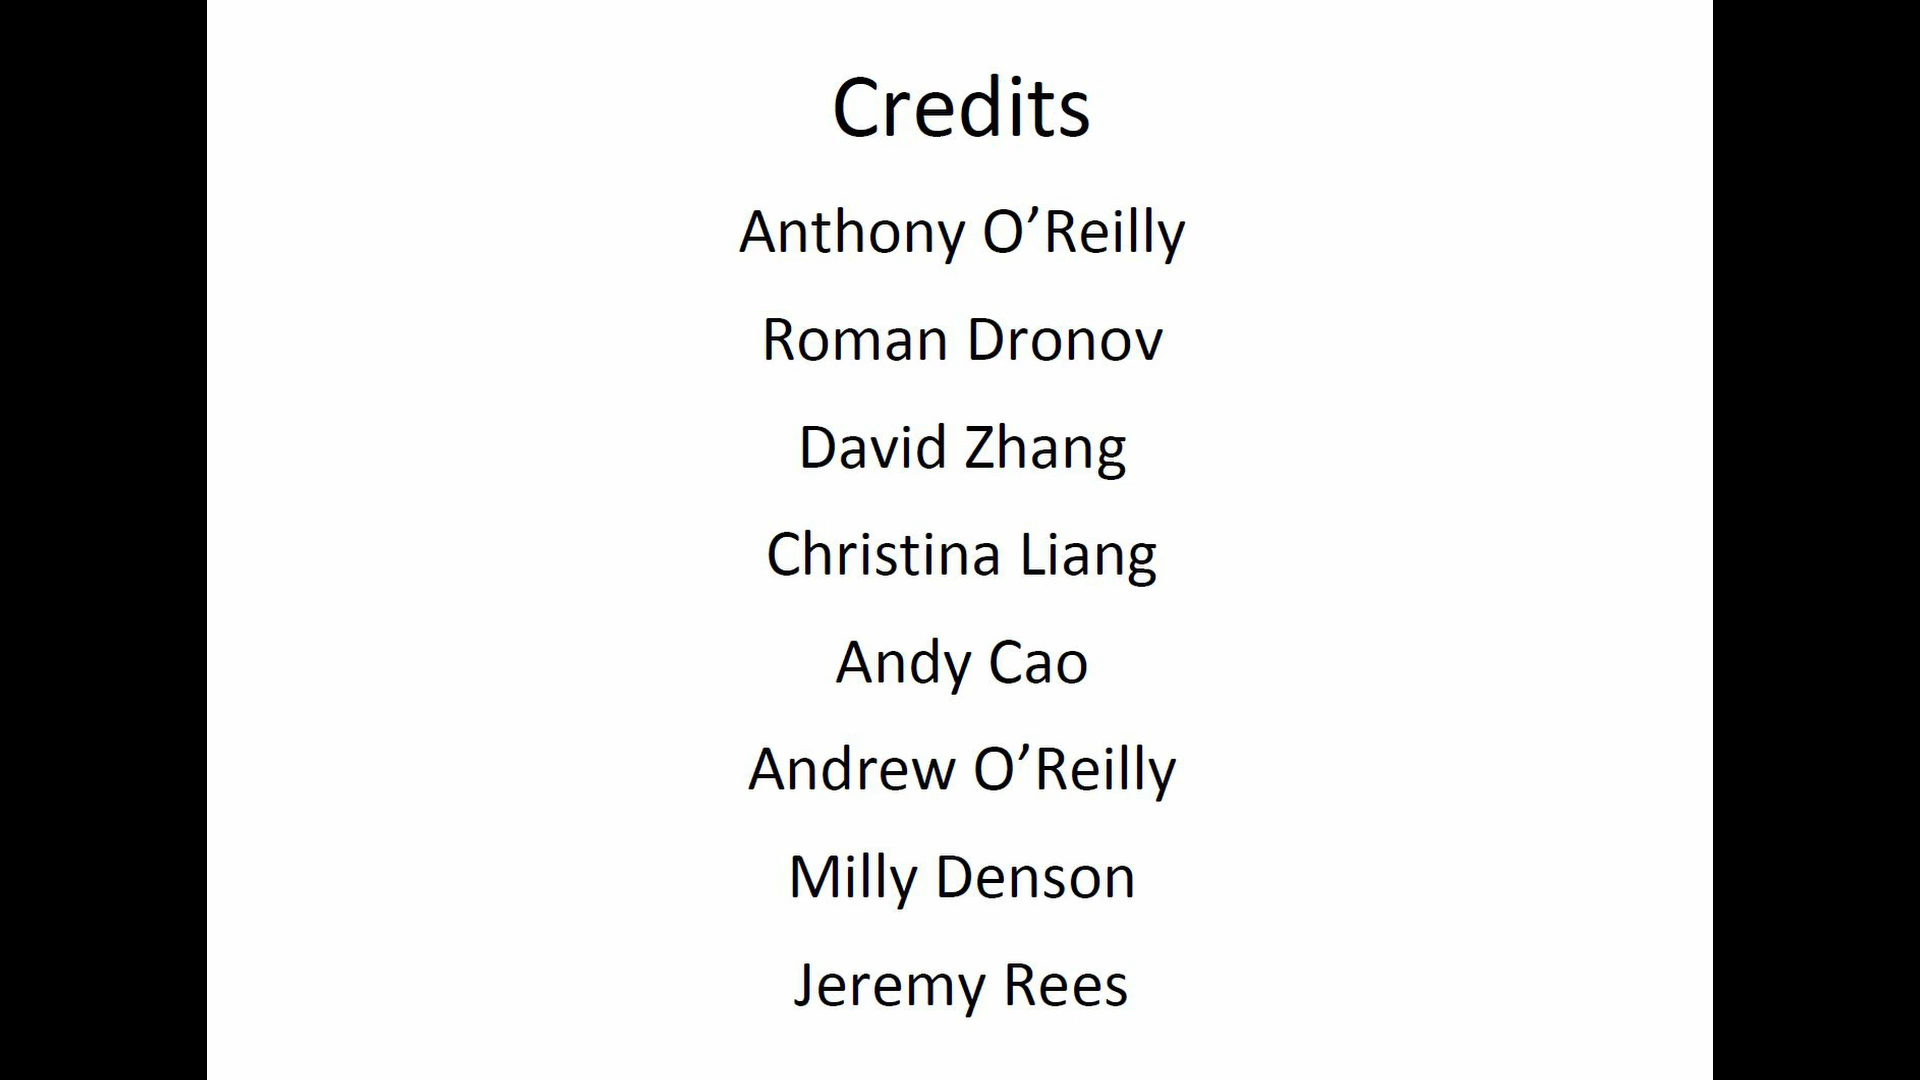 Credits
Anthony O’Reilly
Roman Dronov
David Zhang
Christina Liang
Andy Cao
Andrew O’Reilly
Milly Denson
Jeremy Rees